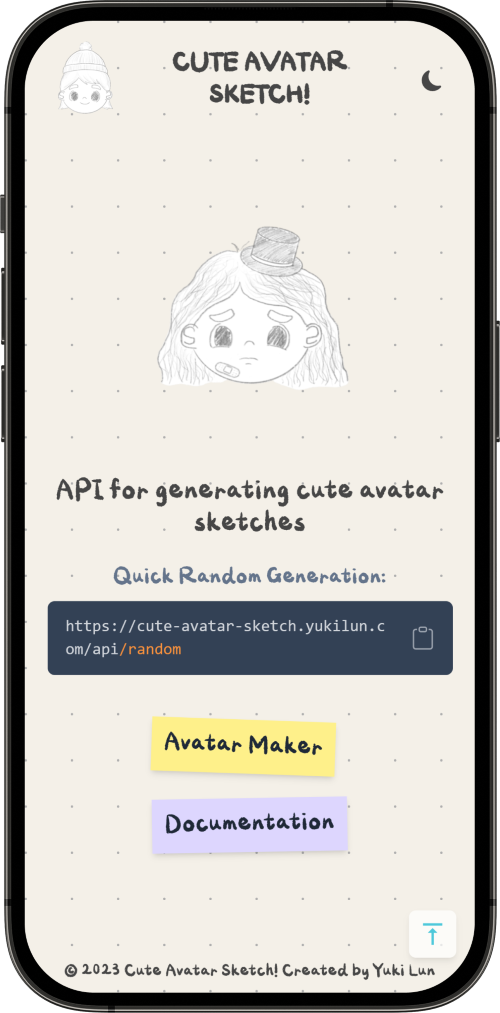 CUTE AVATAR
SKETCH!
API for generating cute avatar
sketches
Quick Random Generation:
https://cute-avatar-sketch.yukilun.c
om/api/random
Avatar Maker
Documentation
© 2023 Cute Avatar Sketch! Created by Yuki Lun